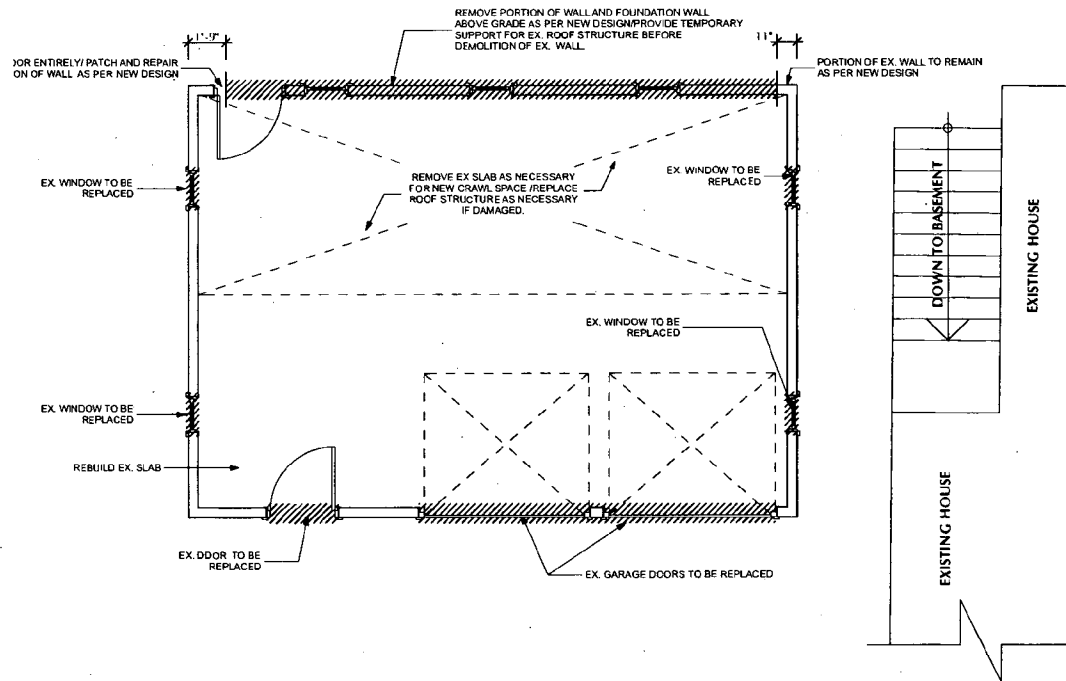 REMOVE PORTION OF WALL AND FOUNDATION WALL
ABOVE GRADE AS PER NEW DESIGN/PROVIDE TEMPORARY
SUPPORT FOR EX. ROOF STRUCTURE BEFORE
DEMOLITION OF EX. WALL
1'-9"
11"
OOR ENTIRELY/ PATCH AND REPAIR
ON OF WALL AS PER NEW DESIGN
PORTION OF EX. WALL TO REMAIN
AS PER NEW DESIGN
EX. WINDOW TO BE
REPLACED
REMOVE EX SLAB AS NECESSARY
FOR NEW CRAWL SPACE /REPLACE
ROOF STRUCTURE AS NECESSARY
IF DAMAGED.
EX. WINDOW TO BE
REPLACED
DOWN TO BASEMENT
EXISTING HOUSE
EX. WINDOW TO BE
REPLACED
EX. WINDOW TO BE
REPLACED
REBUILD EX. SLAB
EX. DOOR TO BE
REPLACED
EX. GARAGE DOORS TO BE REPLACED
EXISTING HOUSE